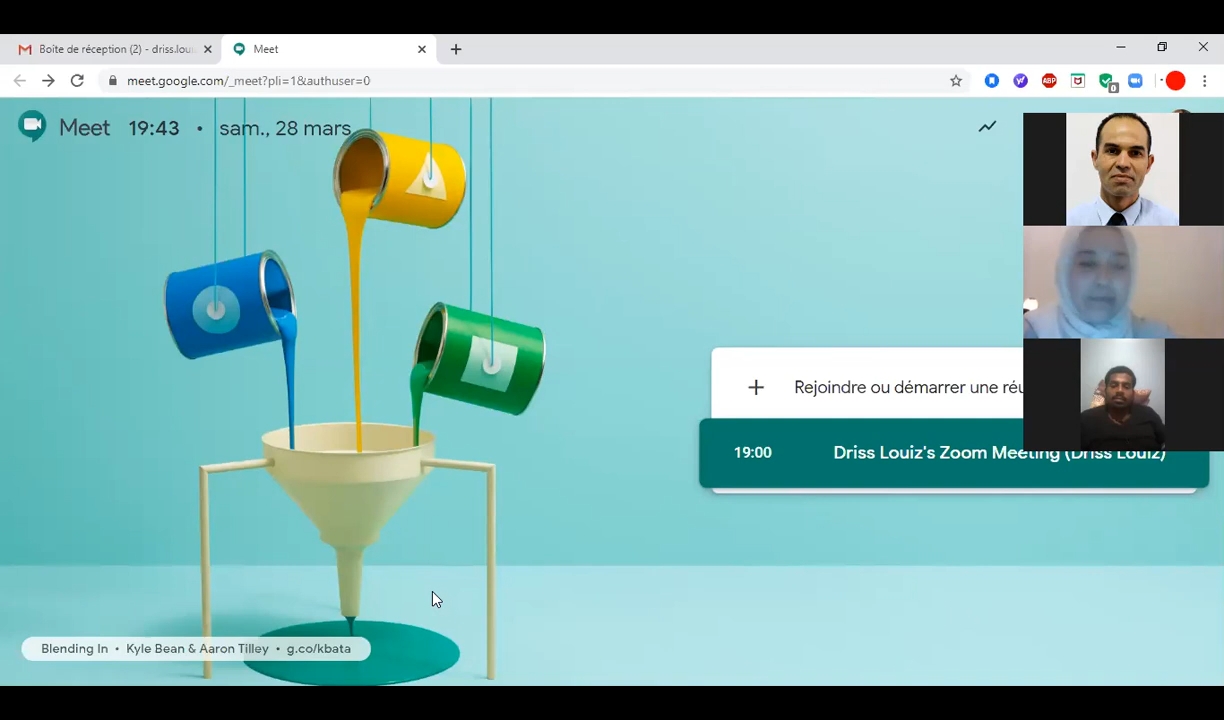 Boîte de réception (2) - driss.lou
Meet
meet.google.com/_meet?pli=1&authuser=0
ABP
0
Meet 19:43 • sam., 28 mars
+ Rejoindre ou démarrer une réu
19:00 Driss Louiz's Zoom Meeting (Driss Louiz)
Blending In • Kyle Bean & Aaron Tilley • g.co/kbata